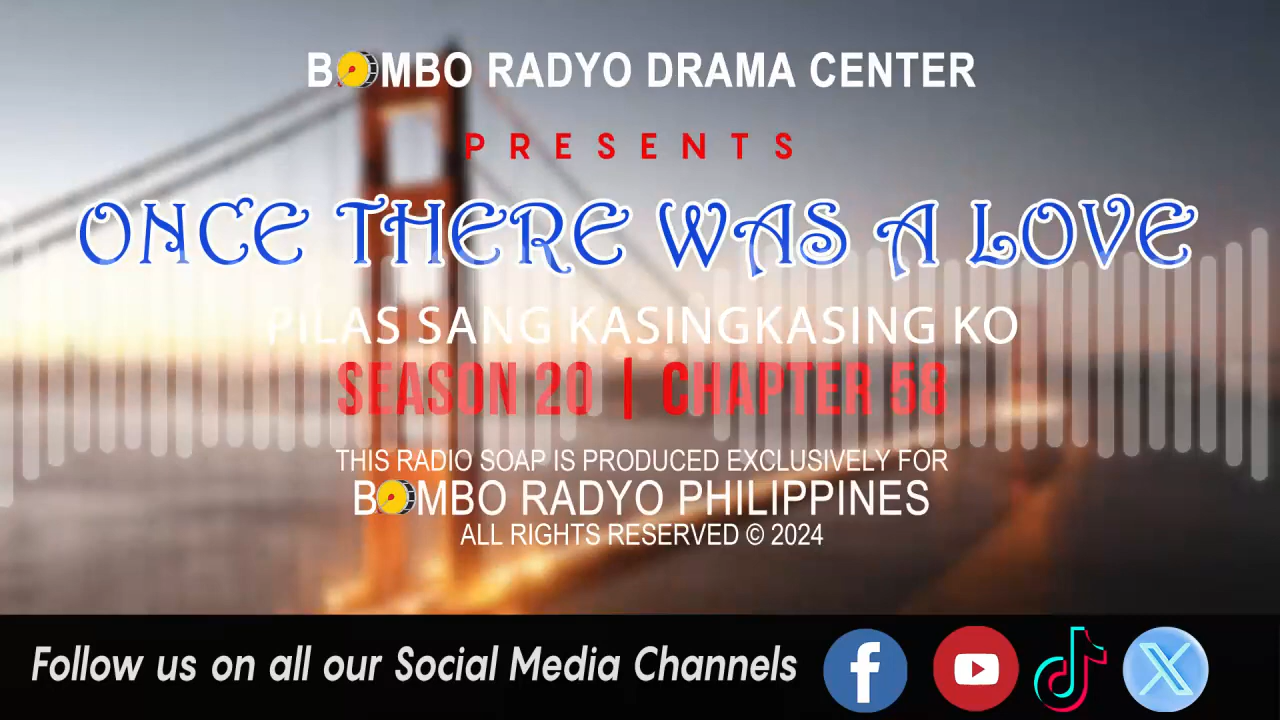 BOMBO RADYO DRAMA CENTER
PRESENTS
ONCE THERE WAS A LOVE
PILAS SANG KASINGKASING KO
SEASON 20 | CHAPTER 58
THIS RADIO SOAP IS PRODUCED EXCLUSIVELY FOR
BOMBO RADYO PHILIPPINES
ALL RIGHTS RESERVED © 2024
Follow us on all our Social Media Channels